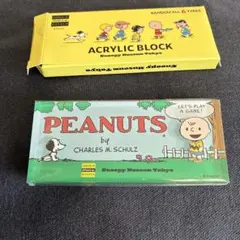 ACRYLIC BLOCK
Snoopy Museum Tokyo
PEANUTS
by
CHARLES M. SCHULZ
LET'S PLAY
A GAME!
Snoopy Museum Tokyo